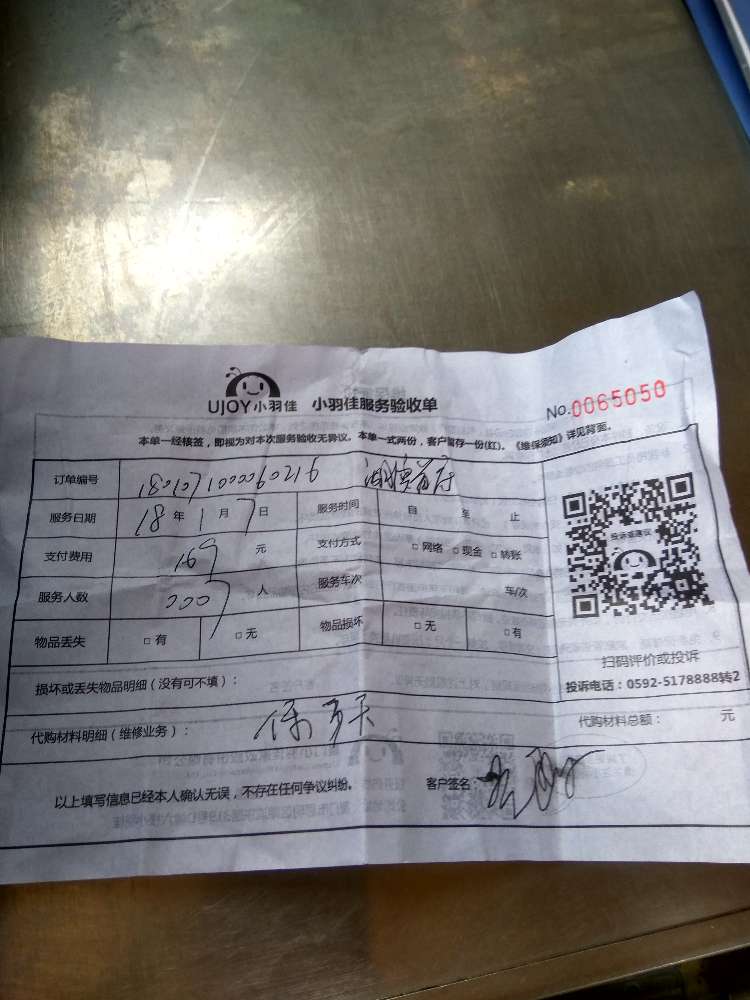 UJOY小羽佳 小羽佳服务验收单
No.0065050
本单一经核签，即视为对本次服务验收无异议。本单一式两份，客户留存一份(红)。《维保须知》详见背面。
订单编号
服务日期 18 年 1 月 7 日 服务时间 自 至 止
支付费用 169 元 支付方式 □ 网络 □ 现金 □ 转账
服务人数 人 服务车次 车/次
物品丢失 □ 有 □ 无 物品损坏 □ 无 □ 有
投诉或建议
扫码评价或投诉
投诉电话：0592-5178888转2
损坏或丢失物品明细（没有可不填）：
代购材料明细（维修业务）：
代购材料总额： 元
以上填写信息已经本人确认无误，不存在任何争议纠纷。 客户签名：